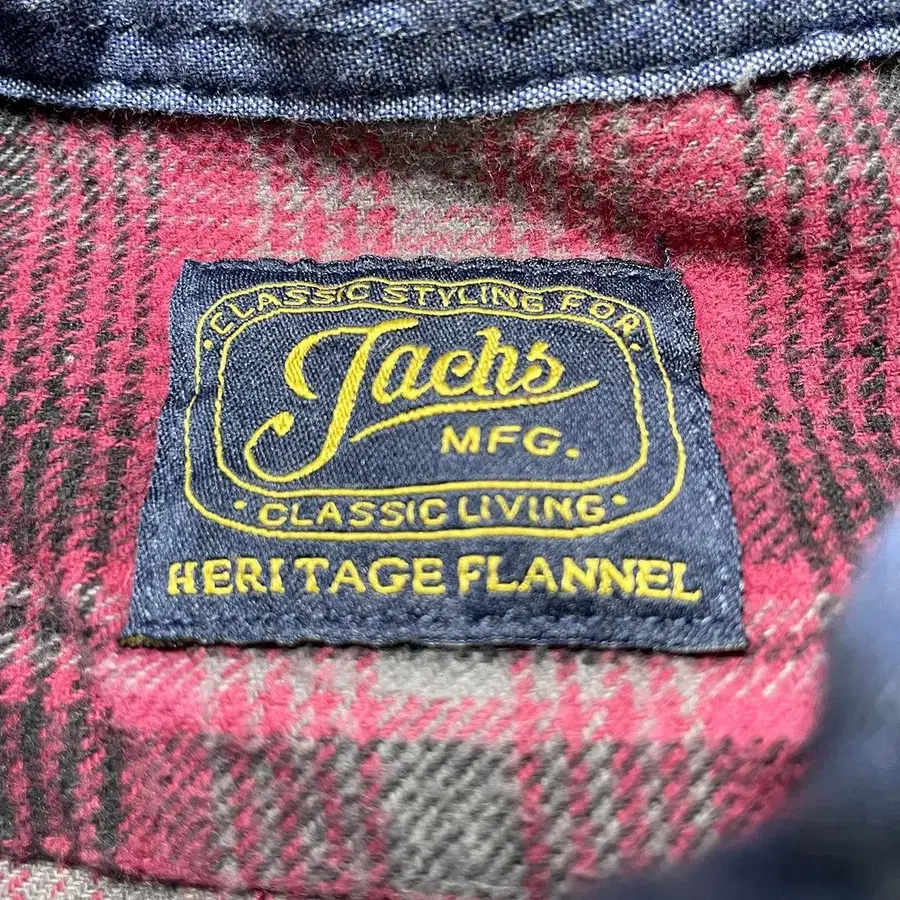 • CLASSIC STYLING FOR •
Jachs
MFG.
• CLASSIC LIVING •
HERITAGE FLANNEL